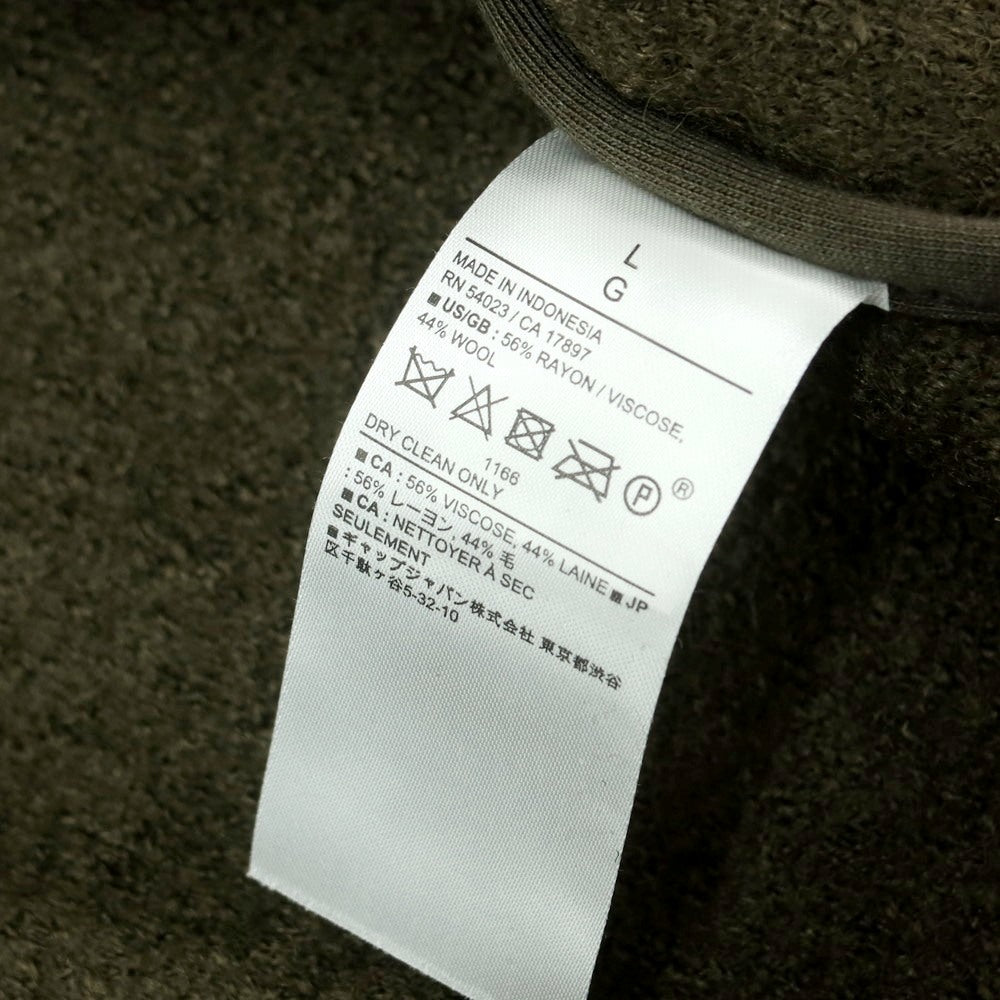 L
G
MADE IN INDONESIA
RN 54023 / CA 17897
■ US/GB : 56% RAYON / VISCOSE,
44% WOOL
P ®
1166
DRY CLEAN ONLY
■ CA : 56% VISCOSE, 44% LAINE ■ JP
: 56% レーヨン, 44% 毛
■ CA : NETTOYER À SEC
SEULEMENT
■ ギャップジャパン株式会社 東京都渋谷
区千駄ヶ谷5-32-10